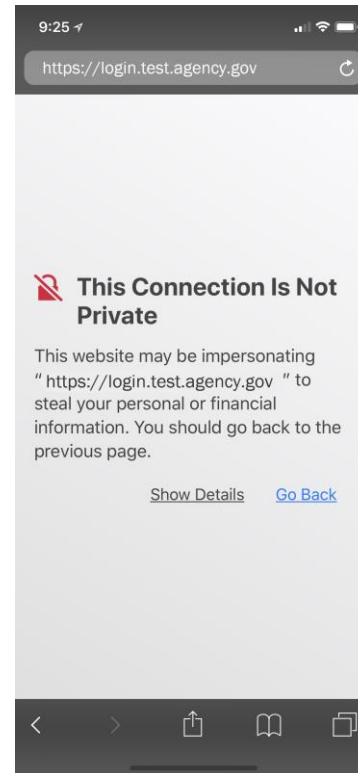 9:25
https://login.test.agency.gov
This Connection Is Not
Private
This website may be impersonating
" https://login.test.agency.gov " to
steal your personal or financial
information. You should go back to the
previous page.
Show Details Go Back